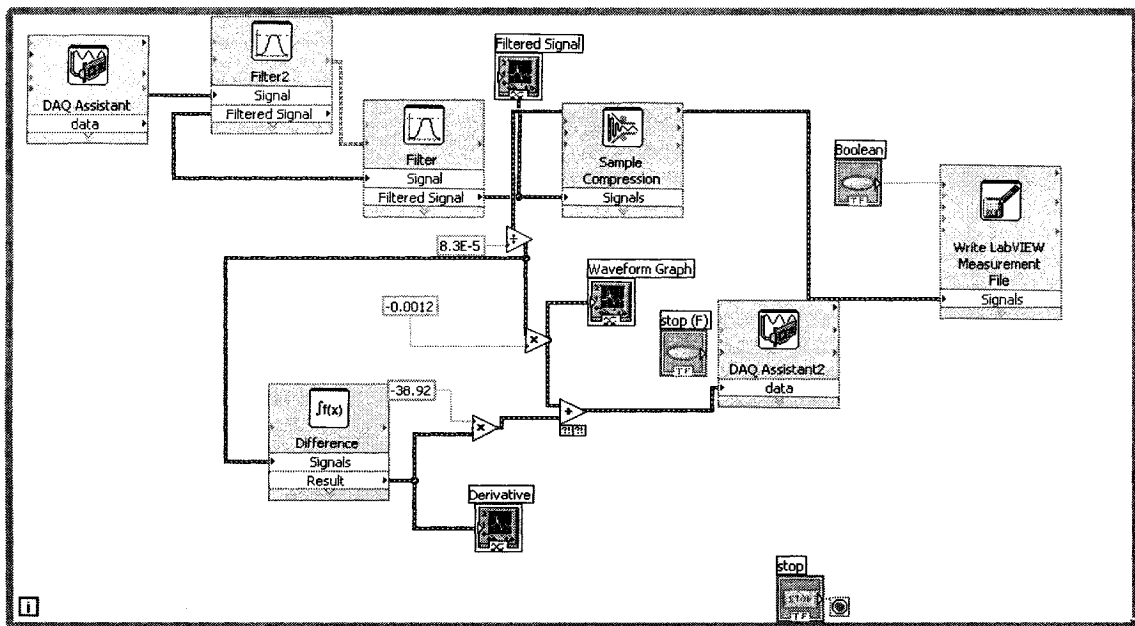 Filter2
Signal
Filtered Signal
DAQ Assistant
data
Filtered Signal
Filter
Signal
Filtered Signal
Sample
Compression
Signals
Boolean
TF
Write LabVIEW
Measurement
File
Signals
÷
8.3E-5
Waveform Graph
-0.0012
×
stop (F)
TF
DAQ Assistant2
data
-38.92
∫f(x)
Difference
Signals
Result
×
+
?! ?!
Derivative
stop
STOP
TF
i